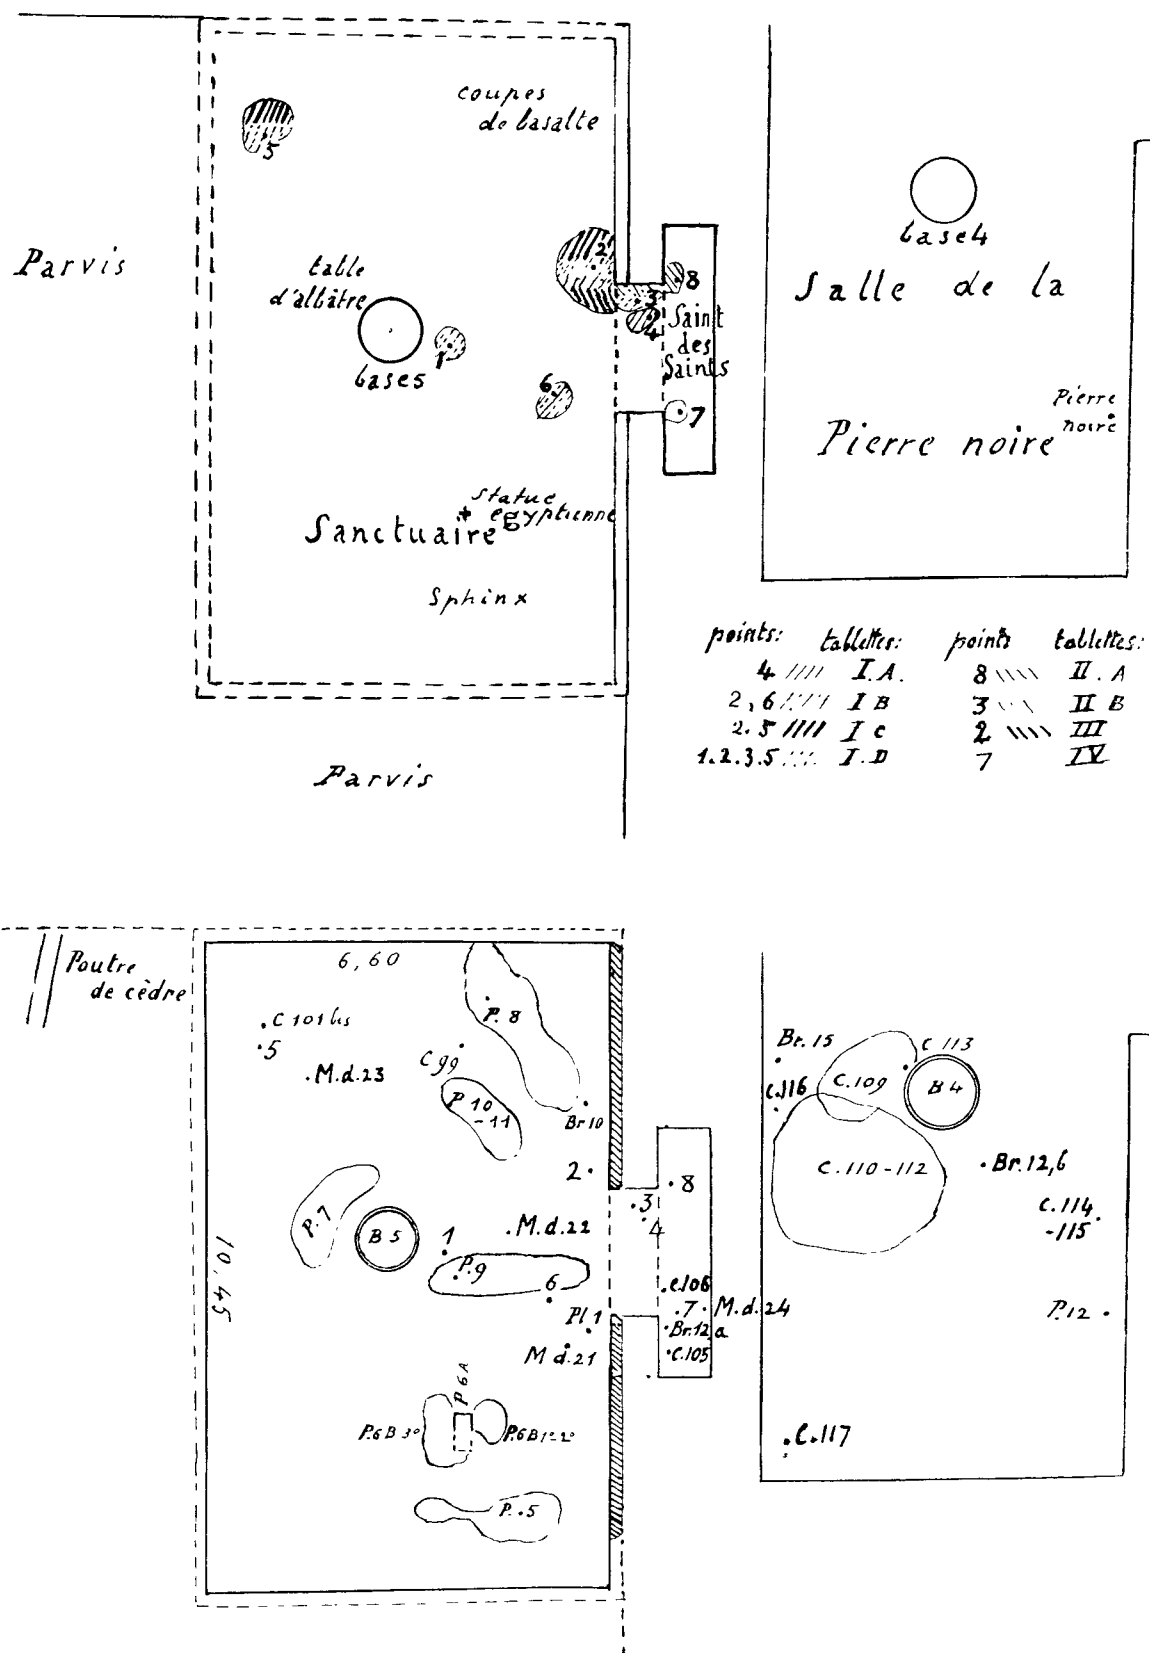 coupes
de basalte
5
base4
2
Parvis
table
d'albâtre
8
3
Salle de la
4
Saint
des
Saints
1
base5
6
7
Pierre
noire
Pierre noire
statue
egyptienne
Sanctuaire
Sphinx
points: tablettes: points tablettes:
4 I.A. 8 II.A
2,6 I B 3 II B
2.5 I C 2 III
1.2.3.5 I.D 7 IV
Parvis
Poutre
de cèdre
6,60
C 101 bis
5
M.d.23
P.8
C 99
P 10
-11
Br 10
Br.15
C 113
C.116
C.109
B 4
2
8
C.110-112
Br.12,6
3
4
C.114
-115
P.7
B 5
1
M.d.22
P.9
6
10,45
C.106
7
M.d.24
Pl 1
Br.12,a
C.105
M d.21
P.12
P 6 A
P.6B 3°
P.6B 1°-2°
C.117
P..5